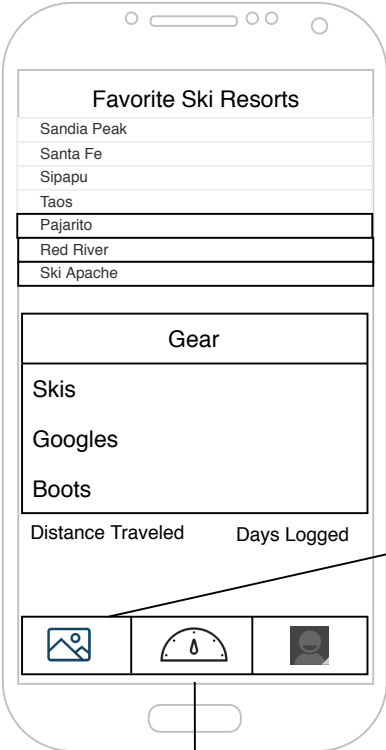 Favorite Ski Resorts
Sandia Peak
Santa Fe
Sipapu
Taos
Pajarito
Red River
Ski Apache
Gear
Skis
Googles
Boots
Distance Traveled Days Logged